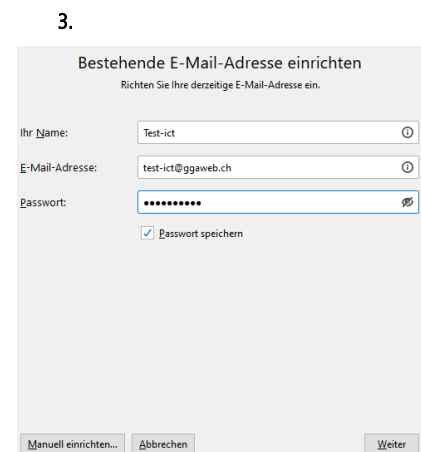 3.
Bestehende E-Mail-Adresse einrichten
Richten Sie Ihre derzeitige E-Mail-Adresse ein.
Ihr Name: Test-ict
E-Mail-Adresse: test-ict@ggaweb.ch
Passwort: ••••••••••
Passwort speichern
Manuell einrichten... Abbrechen Weiter